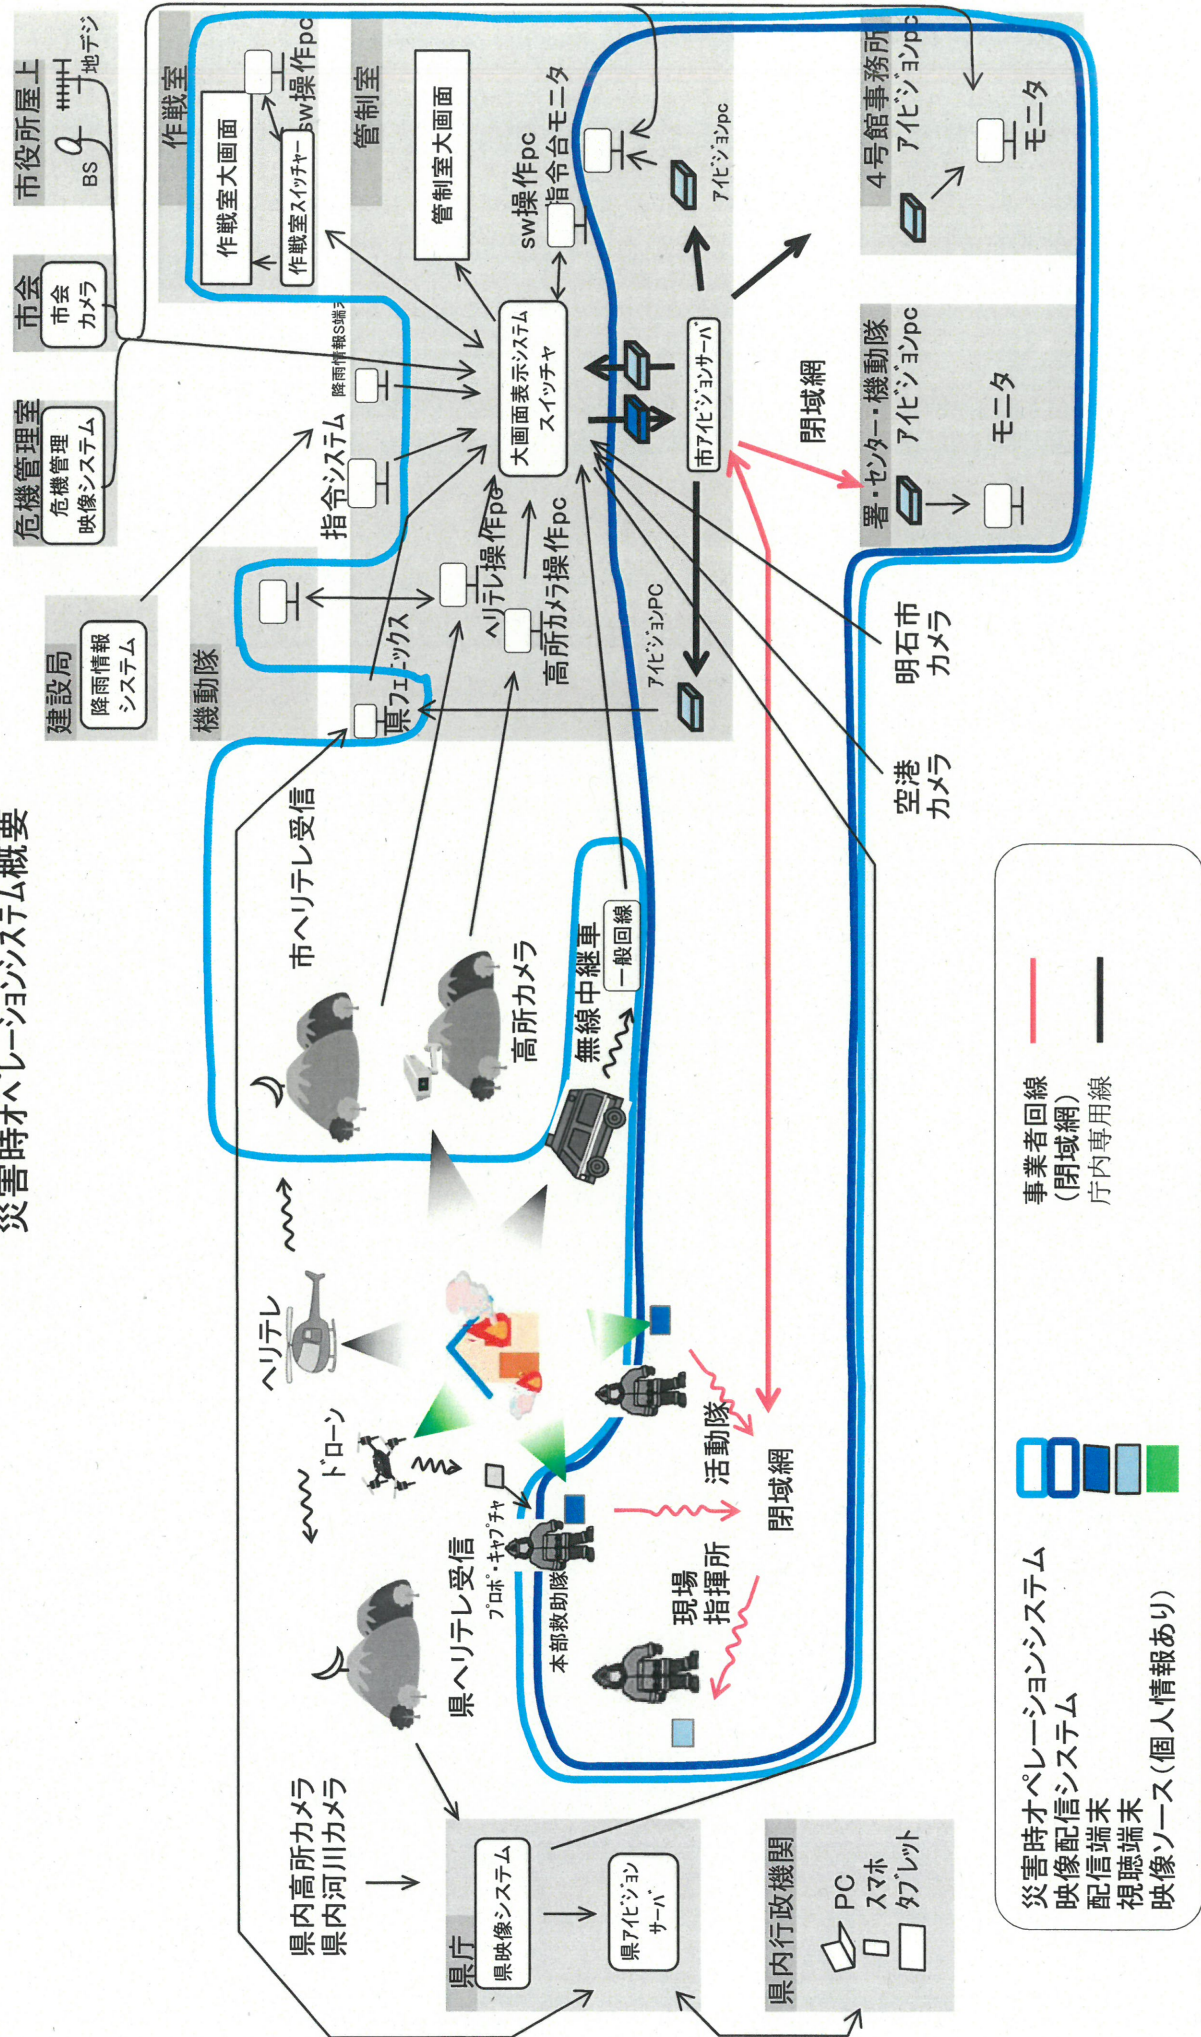 災害時オペレーションシステム概要
県内高所カメラ
県内河川カメラ
県庁
県映像システム
県アイビジョン
サーバ
県内行政機関
PC
スマホ
タブレット
県ヘリテレ受信
ドローン
ヘリテレ
プロポ・キャプチャ
本部救助隊
現場
指揮所
活動隊
閉域網
市ヘリテレ受信
高所カメラ
無線中継車
一般回線
建設局
降雨情報
システム
機動隊
危機管理室
危機管理
映像システム
市会
市会
カメラ
市役所屋上
BS
地デジ
作戦室
作戦室大画面
作戦室スイッチャー
sw操作pc
管制室
管制室大画面
降雨情報S端末
指令システム
県フェニックス
ヘリテレ操作pc
高所カメラ操作pc
大画面表示システム
スイッチャ
sw操作pc
指令台モニタ
アイビジョンPC
市アイビジョンサーバ
アイビジョンpc
閉域網
署・センター・機動隊
アイビジョンpc
モニタ
4号館事務所
アイビジョンpc
モニタ
空港
カメラ
明石市
カメラ
災害時オペレーションシステム
映像配信システム
配信端末
視聴端末
映像ソース(個人情報あり)
事業者回線
(閉域網)
庁内専用線